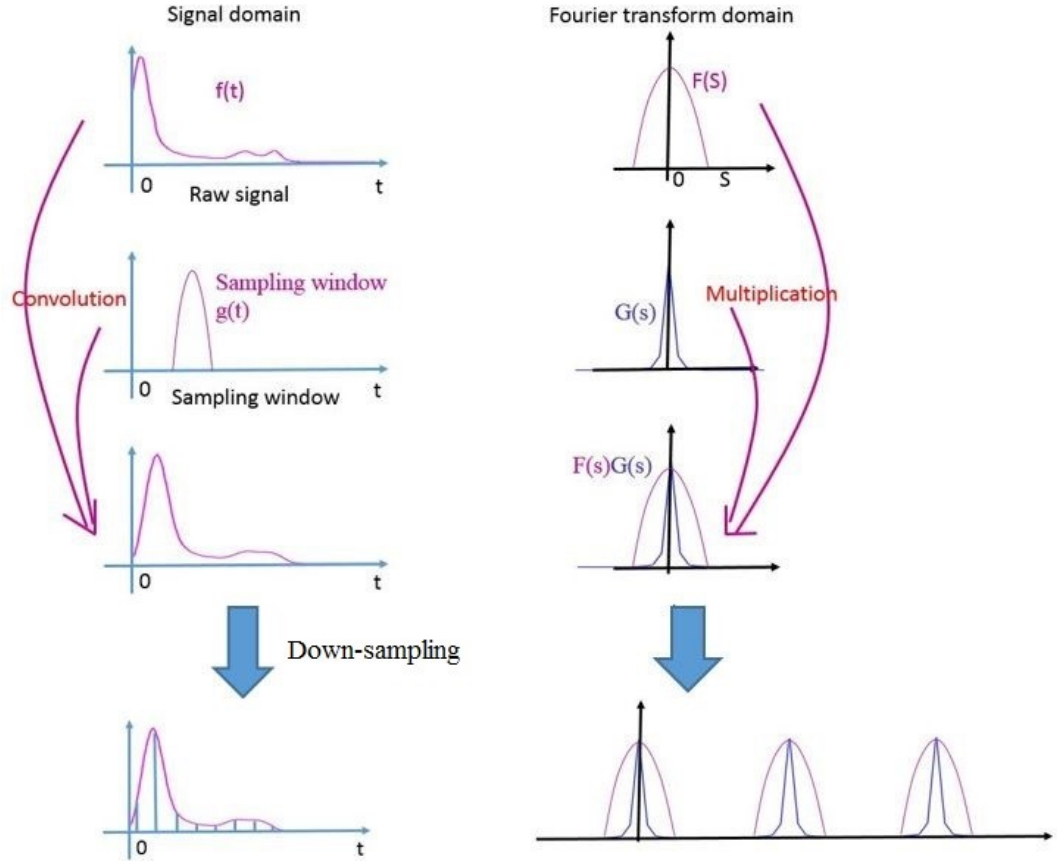 Signal domain
Fourier transform domain
f(t)
F(S)
0
t
0
S
Raw signal
Convolution
Sampling window
g(t)
G(s)
Multiplication
0
t
Sampling window
F(s)G(s)
0
t
Down-sampling
0
t